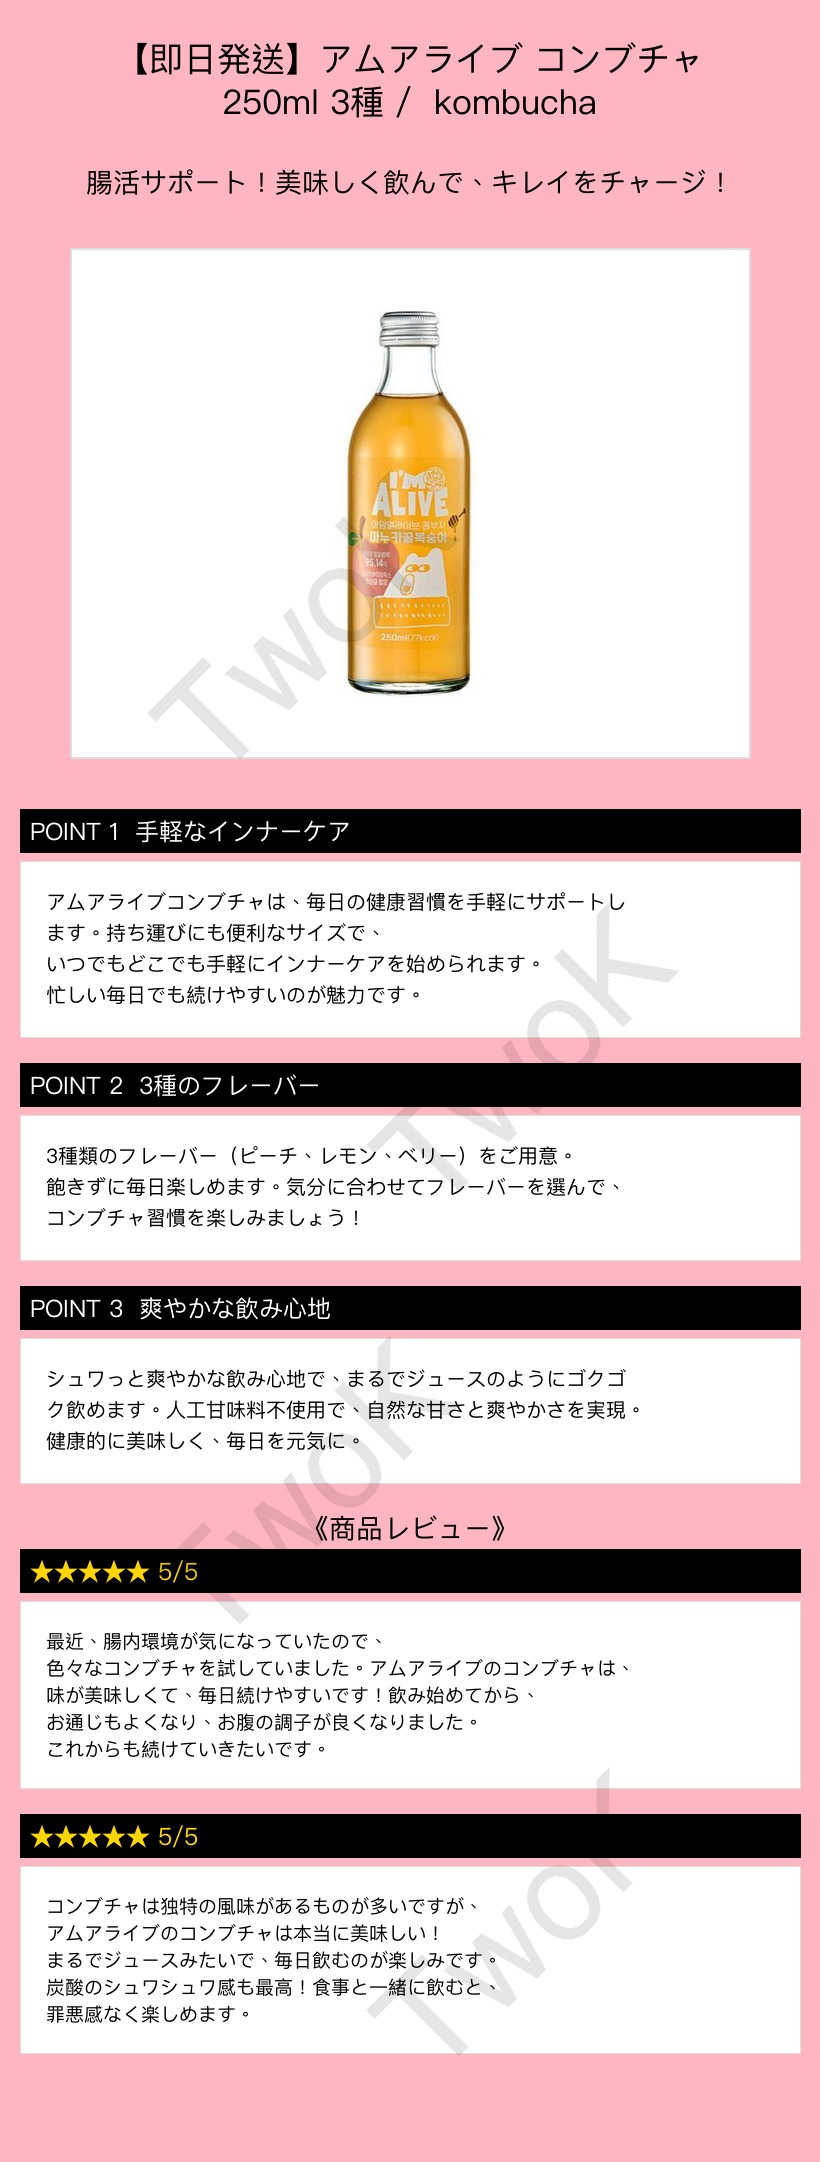 【即日発送】アムアライブ コンブチャ
250ml 3種 / kombucha
腸活サポート！美味しく飲んで、キレイをチャージ！
I'M
ALIVE
아임얼라이브 콤부차
마누카꿀복숭아
95.14%
250ml(77kcal)
TwoK
POINT 1 手軽なインナーケア
アムアライブコンブチャは、毎日の健康習慣を手軽にサポートし
ます。持ち運びにも便利なサイズで、
いつでもどこでも手軽にインナーケアを始められます。
忙しい毎日でも続けやすいのが魅力です。
TwoK
POINT 2 3種のフレーバー
3種類のフレーバー（ピーチ、レモン、ベリー）をご用意。
飽きずに毎日楽しめます。気分に合わせてフレーバーを選んで、
コンブチャ習慣を楽しみましょう！
POINT 3 爽やかな飲み心地
シュワっと爽やかな飲み心地で、まるでジュースのようにゴクゴ
ク飲めます。人工甘味料不使用で、自然な甘さと爽やかさを実現。
健康的に美味しく、毎日を元気に。
TwoK
《商品レビュー》
★★★★★ 5/5
最近、腸内環境が気になっていたので、
色々なコンブチャを試していました。アムアライブのコンブチャは、
味が美味しくて、毎日続けやすいです！飲み始めてから、
お通じもよくなり、お腹の調子が良くなりました。
これからも続けていきたいです。
★★★★★ 5/5
コンブチャは独特の風味があるものが多いですが、
アムアライブのコンブチャは本当に美味しい！
まるでジュースみたいで、毎日飲むのが楽しみです。
炭酸のシュワシュワ感も最高！食事と一緒に飲むと、
罪悪感なく楽しめます。
TwoK